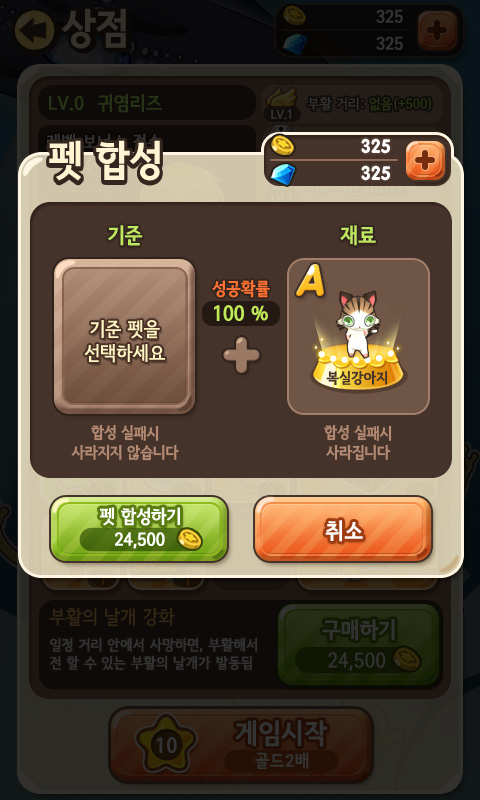 상점
325
325
LV.0 귀염리즈
LV.1
부활 거리: 없음(+500)
펫 합성
325
325
기준
재료
기준 펫을
선택하세요
성공확률
100 %
A
복실강아지
합성 실패시
사라지지 않습니다
합성 실패시
사라집니다
펫 합성하기
24,500
취소
부활의 날개 강화
일정 거리 안에서 사망하면, 부활해서
전 할 수 있는 부활의 날개가 발동됩
구매하기
24,500
10
게임시작
골드2배